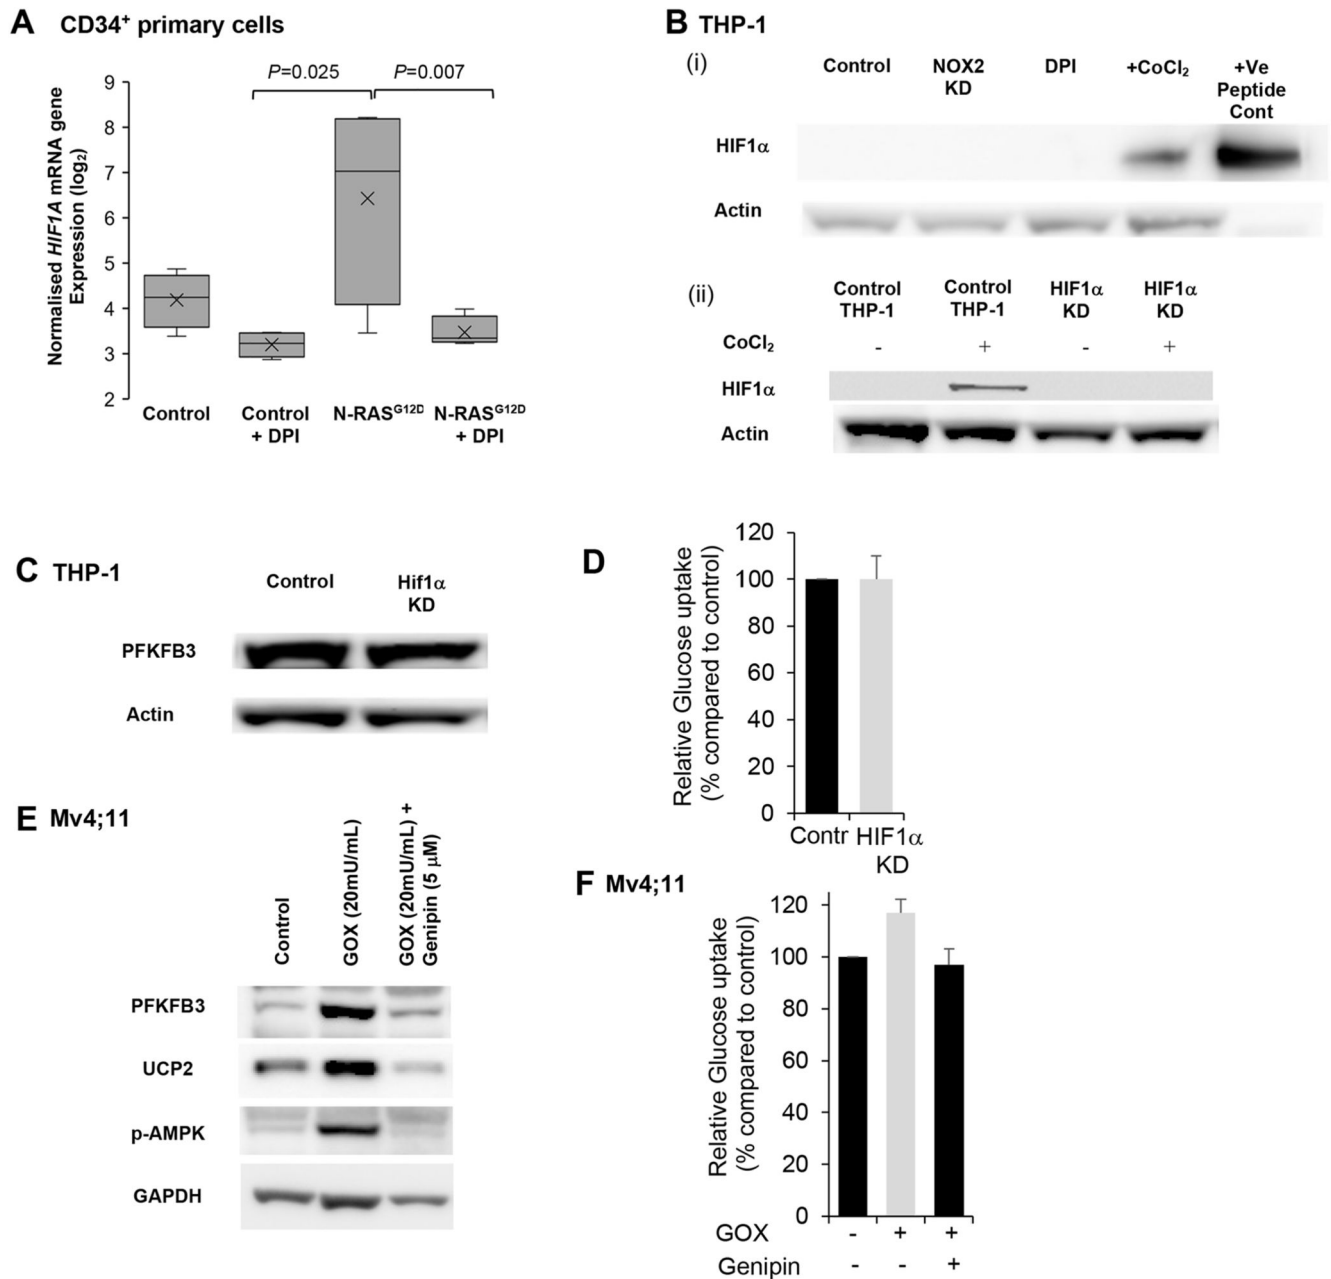 A CD34⁺ primary cells
P=0.025
P=0.007
Normalised HIF1A mRNA gene
Expression (log₂)
9
8
7
6
5
4
3
2
Control
Control
+ DPI
N-RASᴳ¹²ᴰ
N-RASᴳ¹²ᴰ
+ DPI
B THP-1
(i)
Control
NOX2
KD
DPI
+CoCl₂
+Ve
Peptide
Cont
HIF1α
Actin
(ii)
Control
THP-1
Control
THP-1
HIF1α
KD
HIF1α
KD
CoCl₂ - + - +
HIF1α
Actin
C THP-1
Control
Hif1α
KD
PFKFB3
Actin
D
Relative Glucose uptake
(% compared to control)
120
100
80
60
40
20
0
Contr
HIF1α
KD
E Mv4;11
Control
GOX (20mU/mL)
GOX (20mU/mL) +
Genipin (5 μM)
PFKFB3
UCP2
p-AMPK
GAPDH
F Mv4;11
Relative Glucose uptake
(% compared to control)
120
100
80
60
40
20
0
GOX - + +
Genipin - - +